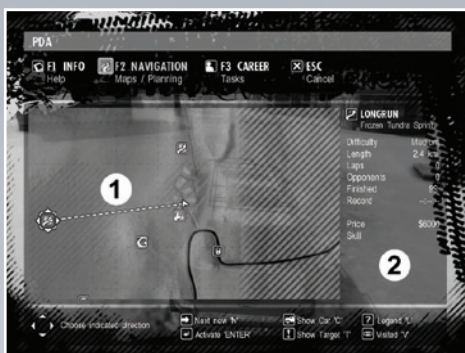 PDA
F1 INFO F2 NAVIGATION F3 CAREER ESC
Help Maps / Planning Tasks Cancel
LONGRUN
Frozen Tundra Sprint
Difficulty Medium
Length 2.4 km
Laps
Opponents
Finished
Record
Price $6000
Skill
1
2
Choose indicated direction
Next new 'N' Show Car 'C' Legend 'L'
Activate 'ENTER' Show Target 'T' Visited 'V'